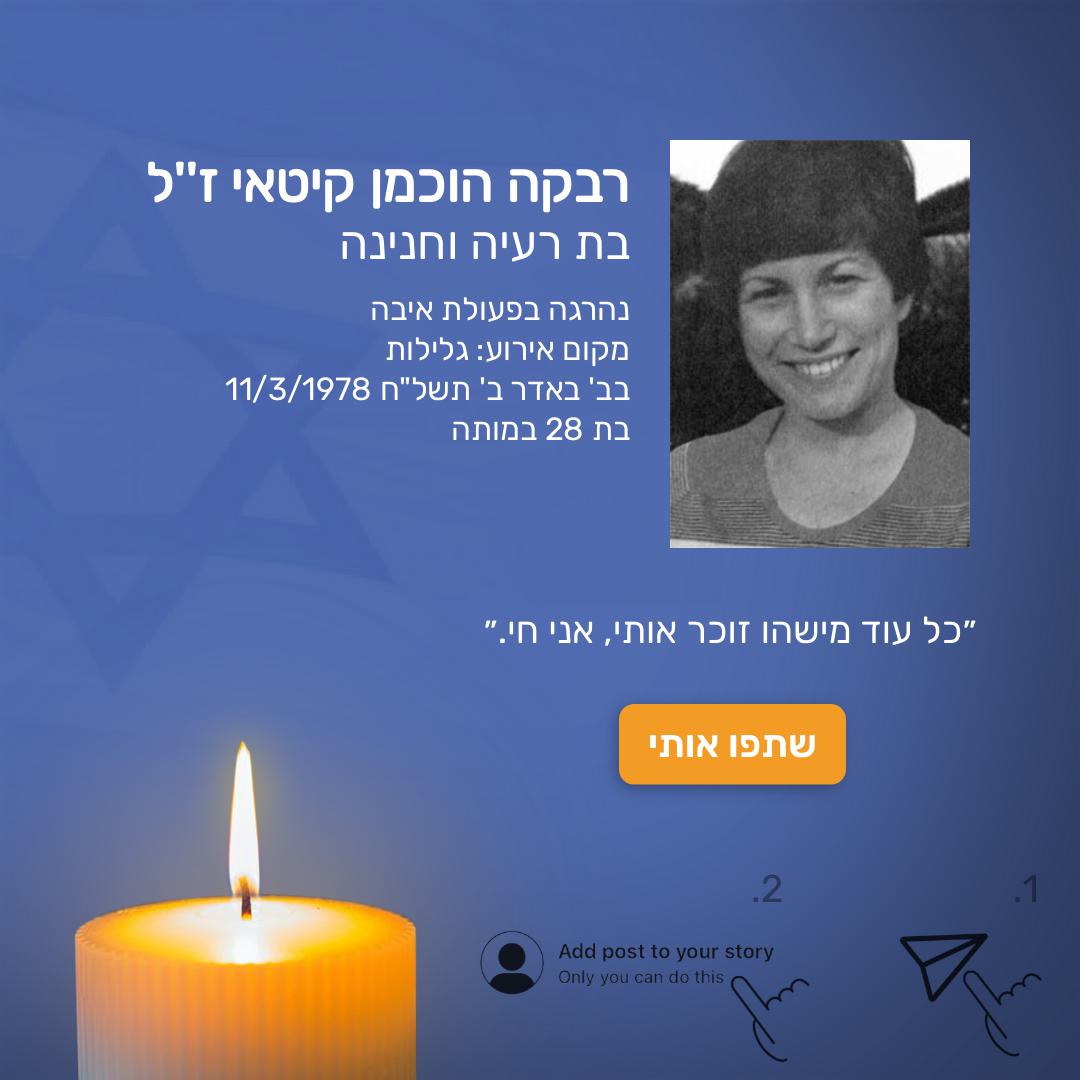 רבקה הוכמן קיטאי ז''ל
בת רעיה וחנינה
נהרגה בפעולת איבה
מקום אירוע: גלילות
בב' באדר ב' תשל"ח 11/3/1978
בת 28 במותה
״כל עוד מישהו זוכר אותי, אני חי.״
שתפו אותי
.1
.2
Add post to your story
Only you can do this